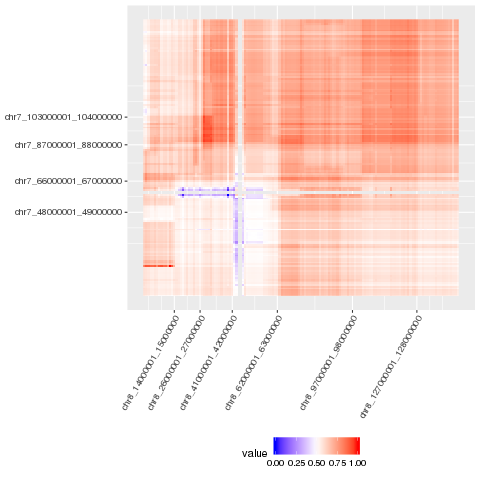 chr7_103000001_104000000
chr7_87000001_88000000
chr7_66000001_67000000
chr7_48000001_49000000
chr8_14000001_15000000
chr8_26000001_27000000
chr8_41000001_42000000
chr8_62000001_63000000
chr8_97000001_98000000
chr8_127000001_128000000
value
0.00 0.25 0.50 0.75 1.00